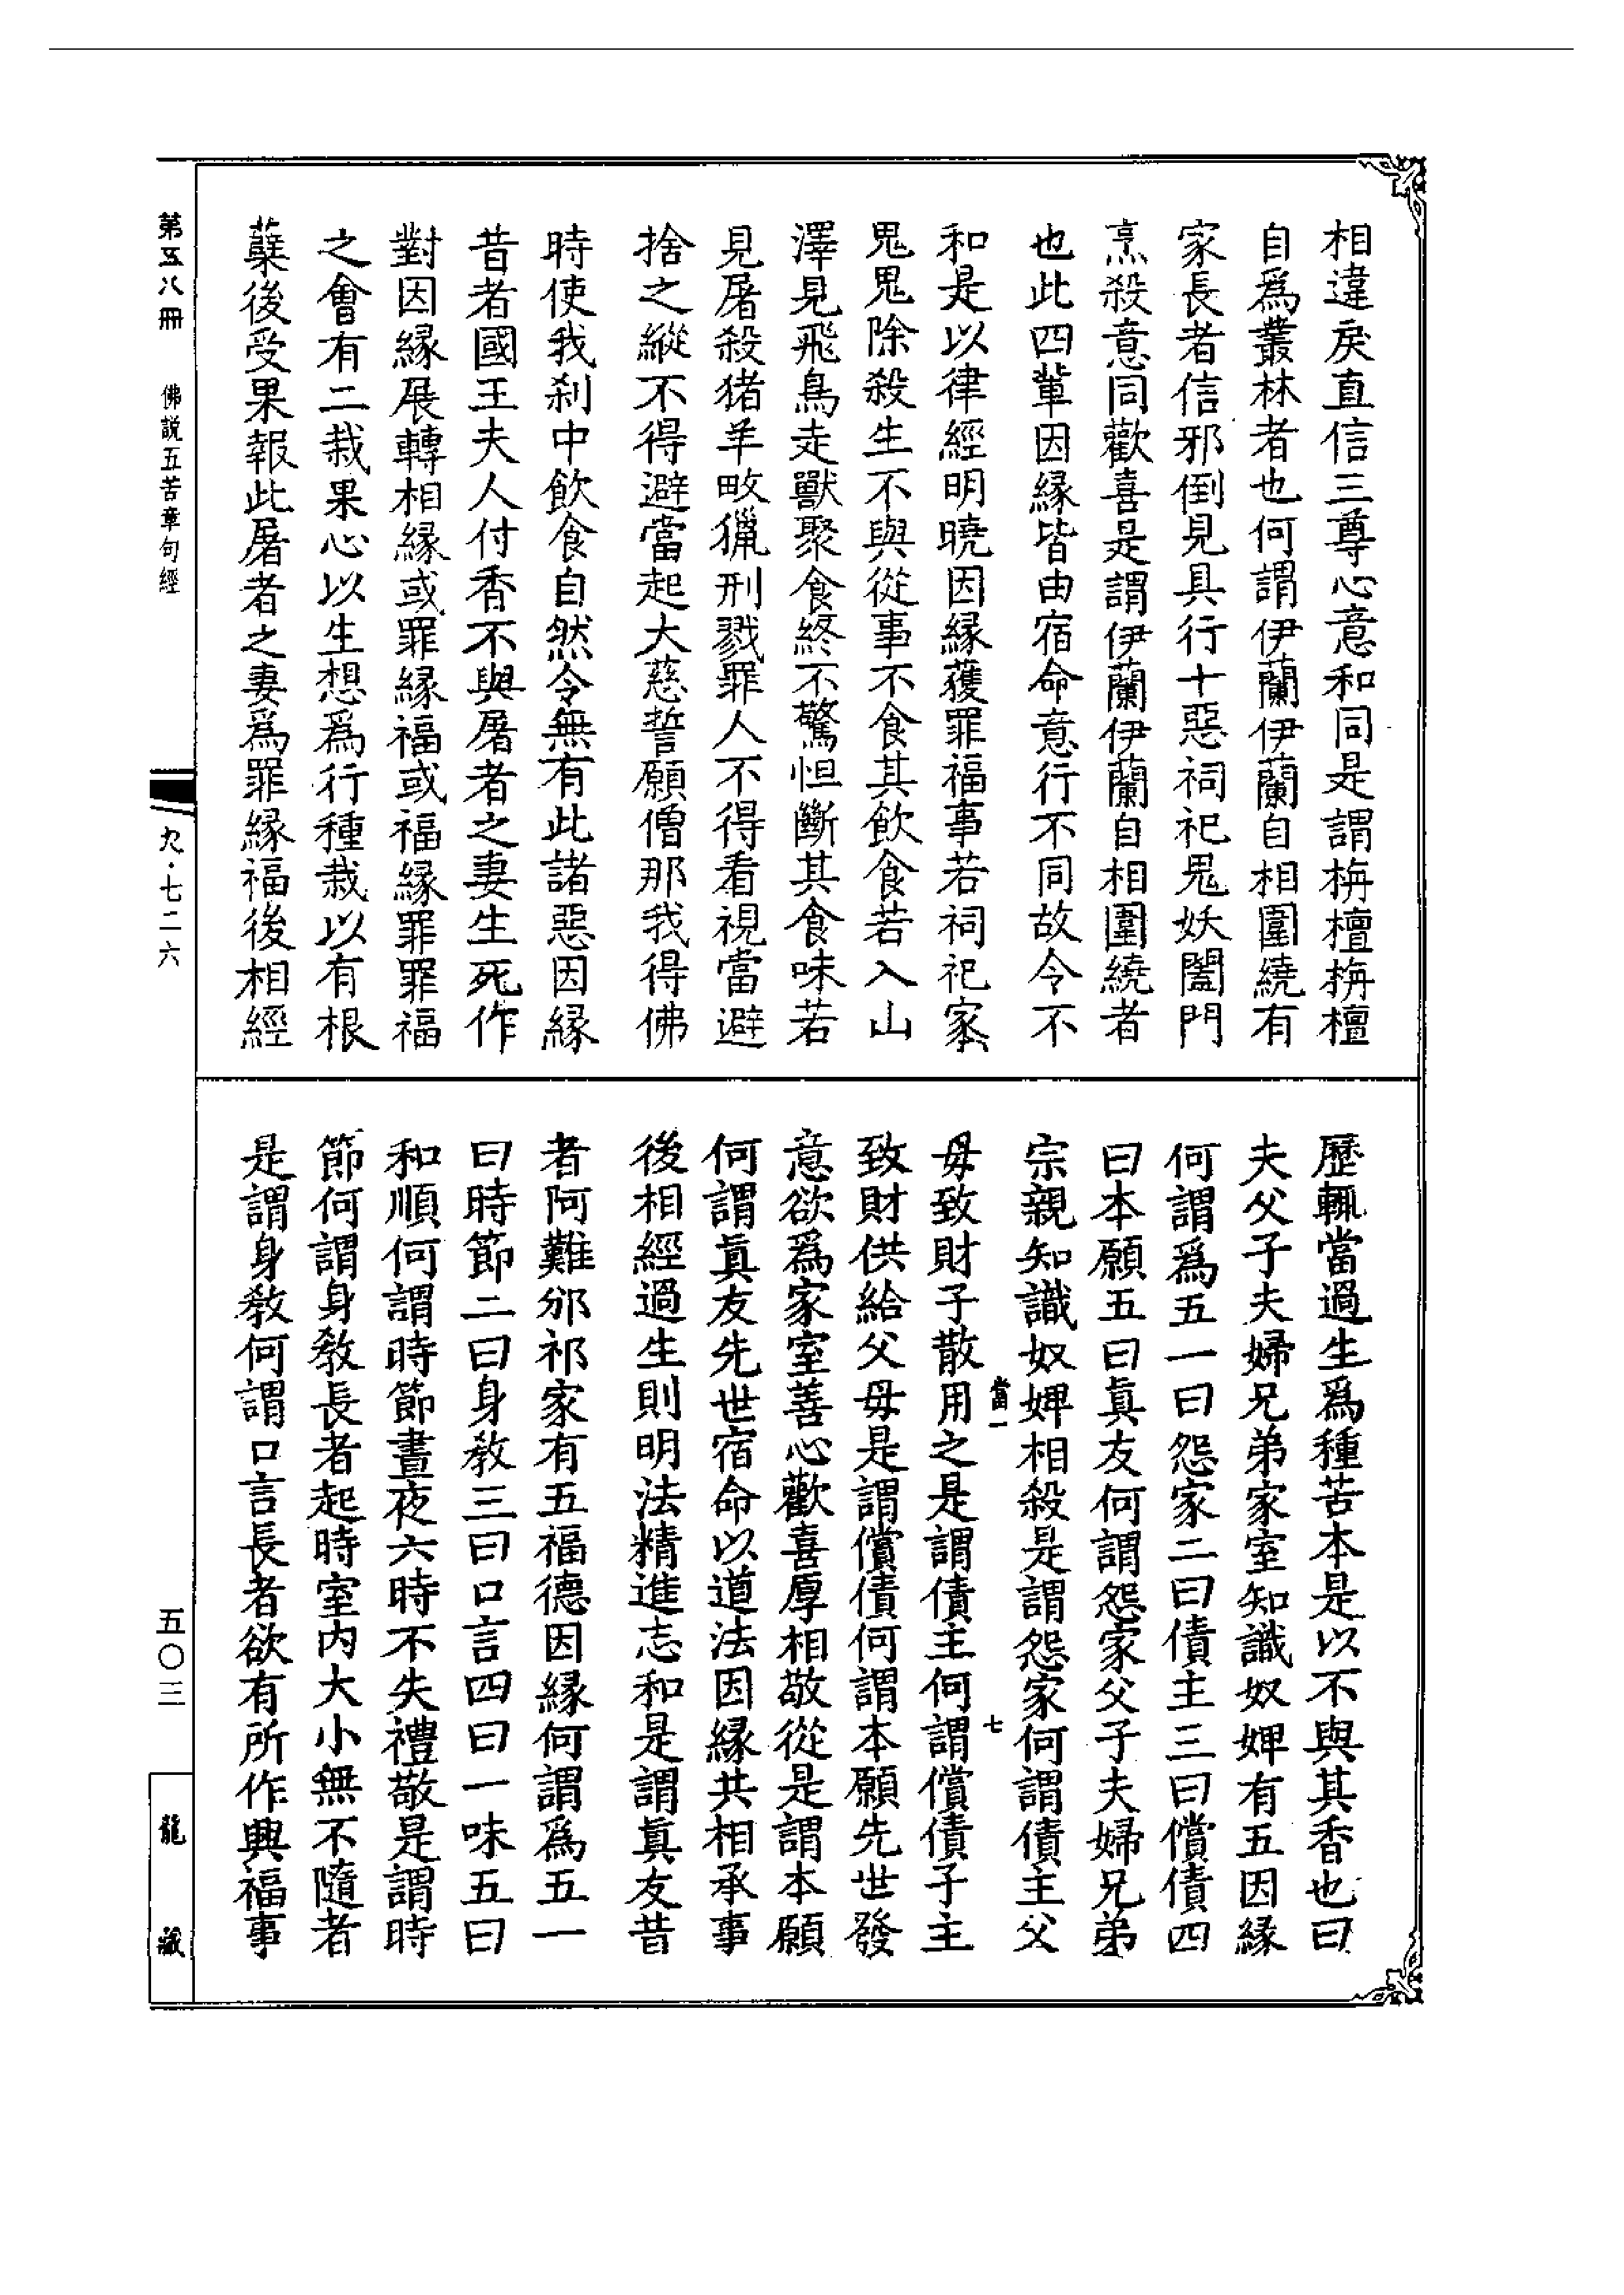 相違戾直信三尊心意和同是謂栴檀栴檀
自爲叢林者也何謂伊蘭伊蘭自相圍繞有
家長者信邪倒見具行十惡祠祀鬼妖闔門
烹殺意同歡喜是謂伊蘭伊蘭自相圍繞者
也此四輩因緣皆由宿命意行不同故令不
和是以律經明曉因緣獲罪福事若祠祀家
鬼鬼除殺生不與從事不食其飲食若入山
澤見飛鳥走獸聚食終不驚怛斷其食味若
見屠殺猪羊畋獵刑戮罪人不得看視當避
捨之縱不得避當起大慈誓願僧那我得佛
時使我刹中飲食自然令無有此諸惡因緣
昔者國王夫人付香不與屠者之妻生死作
對因緣展轉相緣或罪緣福或福緣罪罪福
之會有二栽果心以生想爲行種栽以有根
蘖後受果報此屠者之妻爲罪緣福後相經
歷輒當過生爲種苦本是以不與其香也曰
夫父子夫婦兄弟家室知識奴婢有五因緣
何謂爲五一曰怨家二曰債主三曰償債四
曰本願五曰眞友何謂怨家父子夫婦兄弟
宗親知識奴婢相殺是謂怨家何謂債主父
當一 七
母致財子散用之是謂債主何謂償債子主
致財供給父母是謂償債何謂本願先世發
意欲爲家室善心歡喜厚相敬從是謂本願
何謂眞友先世宿命以道法因緣共相承事
後相經過生則明法精進志和是謂眞友昔
者阿難邠祁家有五福德因緣何謂爲五一
曰時節二曰身教三曰口言四曰一味五曰
和順何謂時節晝夜六時不失禮敬是謂時
節何謂身教長者起時室內大小無不隨者
是謂身教何謂口言長者欲有所作興福事
第五八冊 佛説五苦章句經 九·七二六 五〇三 龍藏